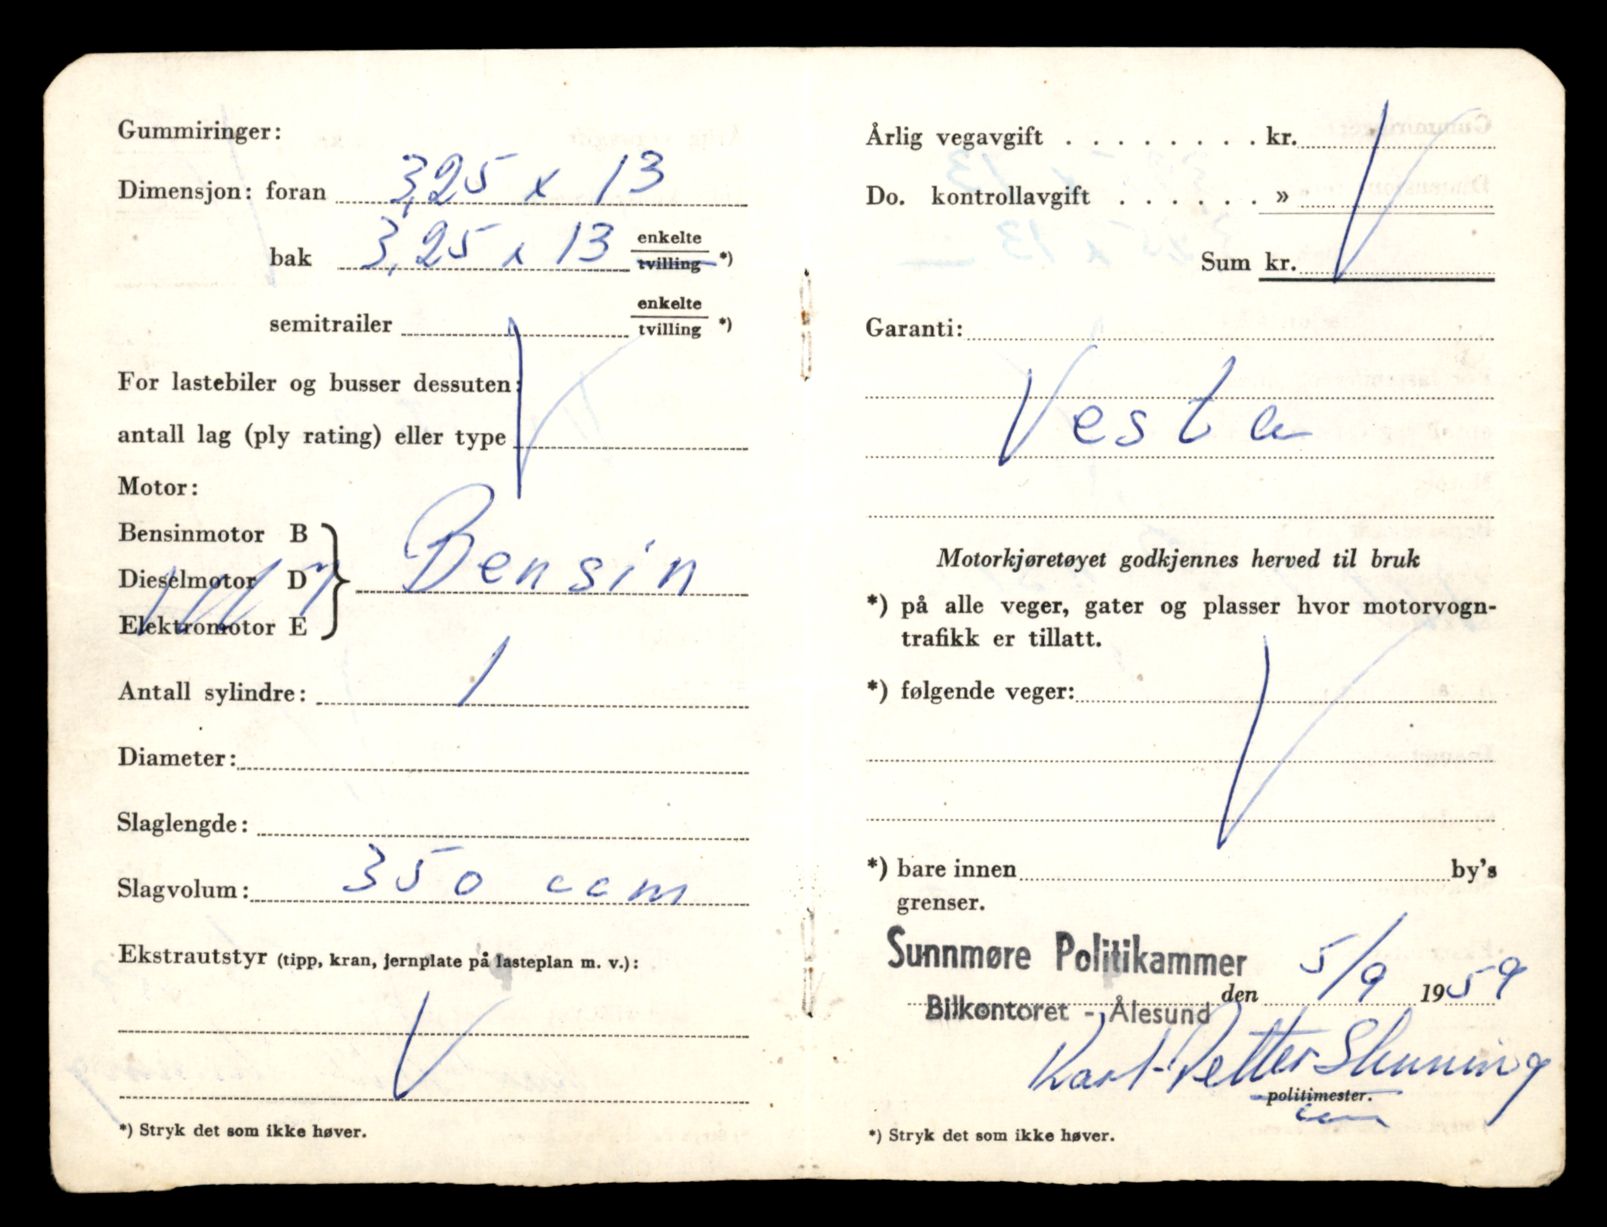 Gummiringer:
Dimensjon: foran 3,25 x 13
bak 3,25 x 13 enkelte tvilling *)
semitrailer enkelte tvilling *)
For lastebiler og busser dessuten:
antall lag (ply rating) eller type
Motor:
Bensinmotor B
Dieselmotor D
Elektromotor E
Bensin
Antall sylindre: 1
Diameter:
Slaglengde:
Slagvolum: 350 ccm
Ekstrautstyr (tipp, kran, jernplate på lasteplan m. v.):
*) Stryk det som ikke høver.
Årlig vegavgift . . . . . . . . kr.
Do. kontrollavgift . . . . . . »
Sum kr.
Garanti:
Vesta
Motorkjøretøyet godkjennes herved til bruk
*) på alle veger, gater og plasser hvor motorvogn-
trafikk er tillatt.
*) følgende veger:
*) bare innen by's
grenser.
Sunnmøre Politikammer
den 5/9 1959
Bilkontoret - Ålesund
Karl-Petter
politimester.
*) Stryk det som ikke høver.